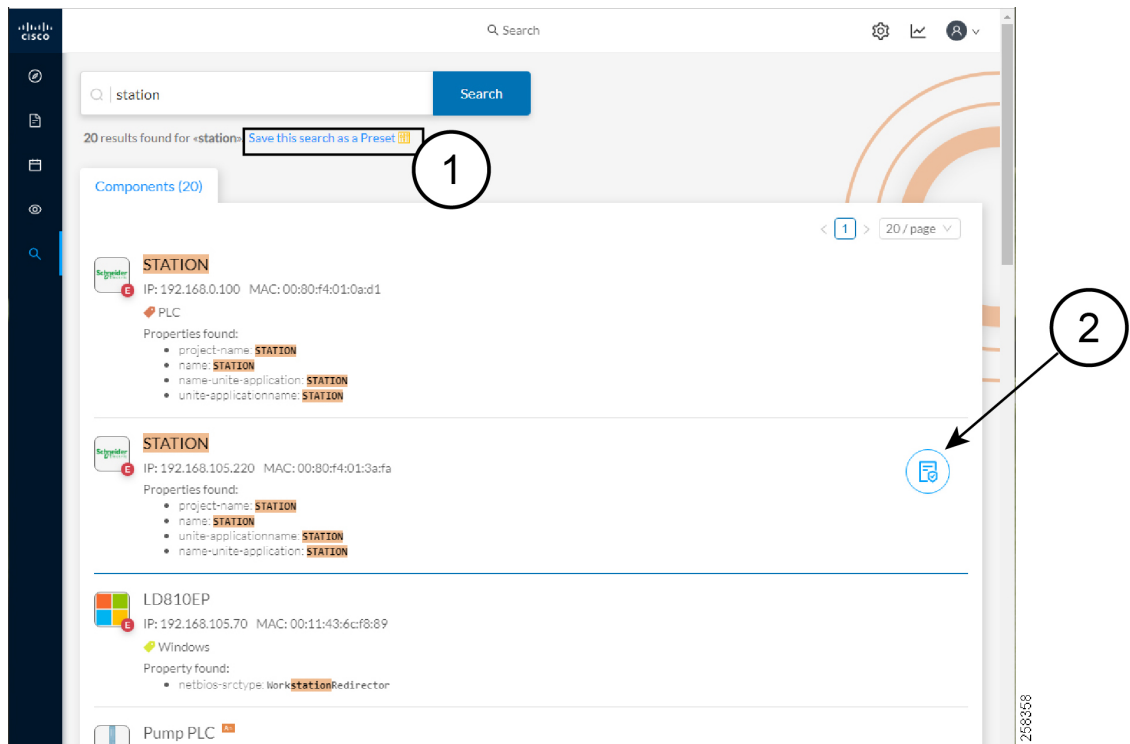 cisco
Search
station
Search
20 results found for «station» Save this search as a Preset
1
Components (20)
1
20 / page
Schneider
Electric
E
STATION
IP: 192.168.0.100 MAC: 00:80:f4:01:0a:d1
PLC
Properties found:
project-name: STATION
name: STATION
name-unite-application: STATION
unite-applicationname: STATION
2
Schneider
Electric
E
STATION
IP: 192.168.105.220 MAC: 00:80:f4:01:3a:fa
Properties found:
project-name: STATION
name: STATION
unite-applicationname: STATION
name-unite-application: STATION
E
LD810EP
IP: 192.168.105.70 MAC: 00:11:43:6c:f8:89
Windows
Property found:
netbios-srctype: WorkstationRedirector
Pump PLC
258358